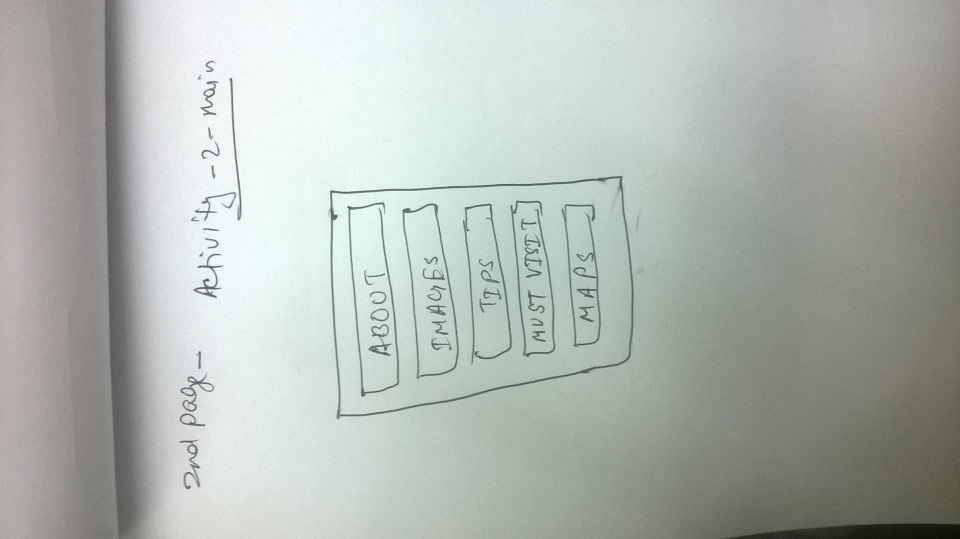 2nd page - Activity - 2 - main
ABOUT
IMAGES
TIPS
MUST VISIT
MAPS